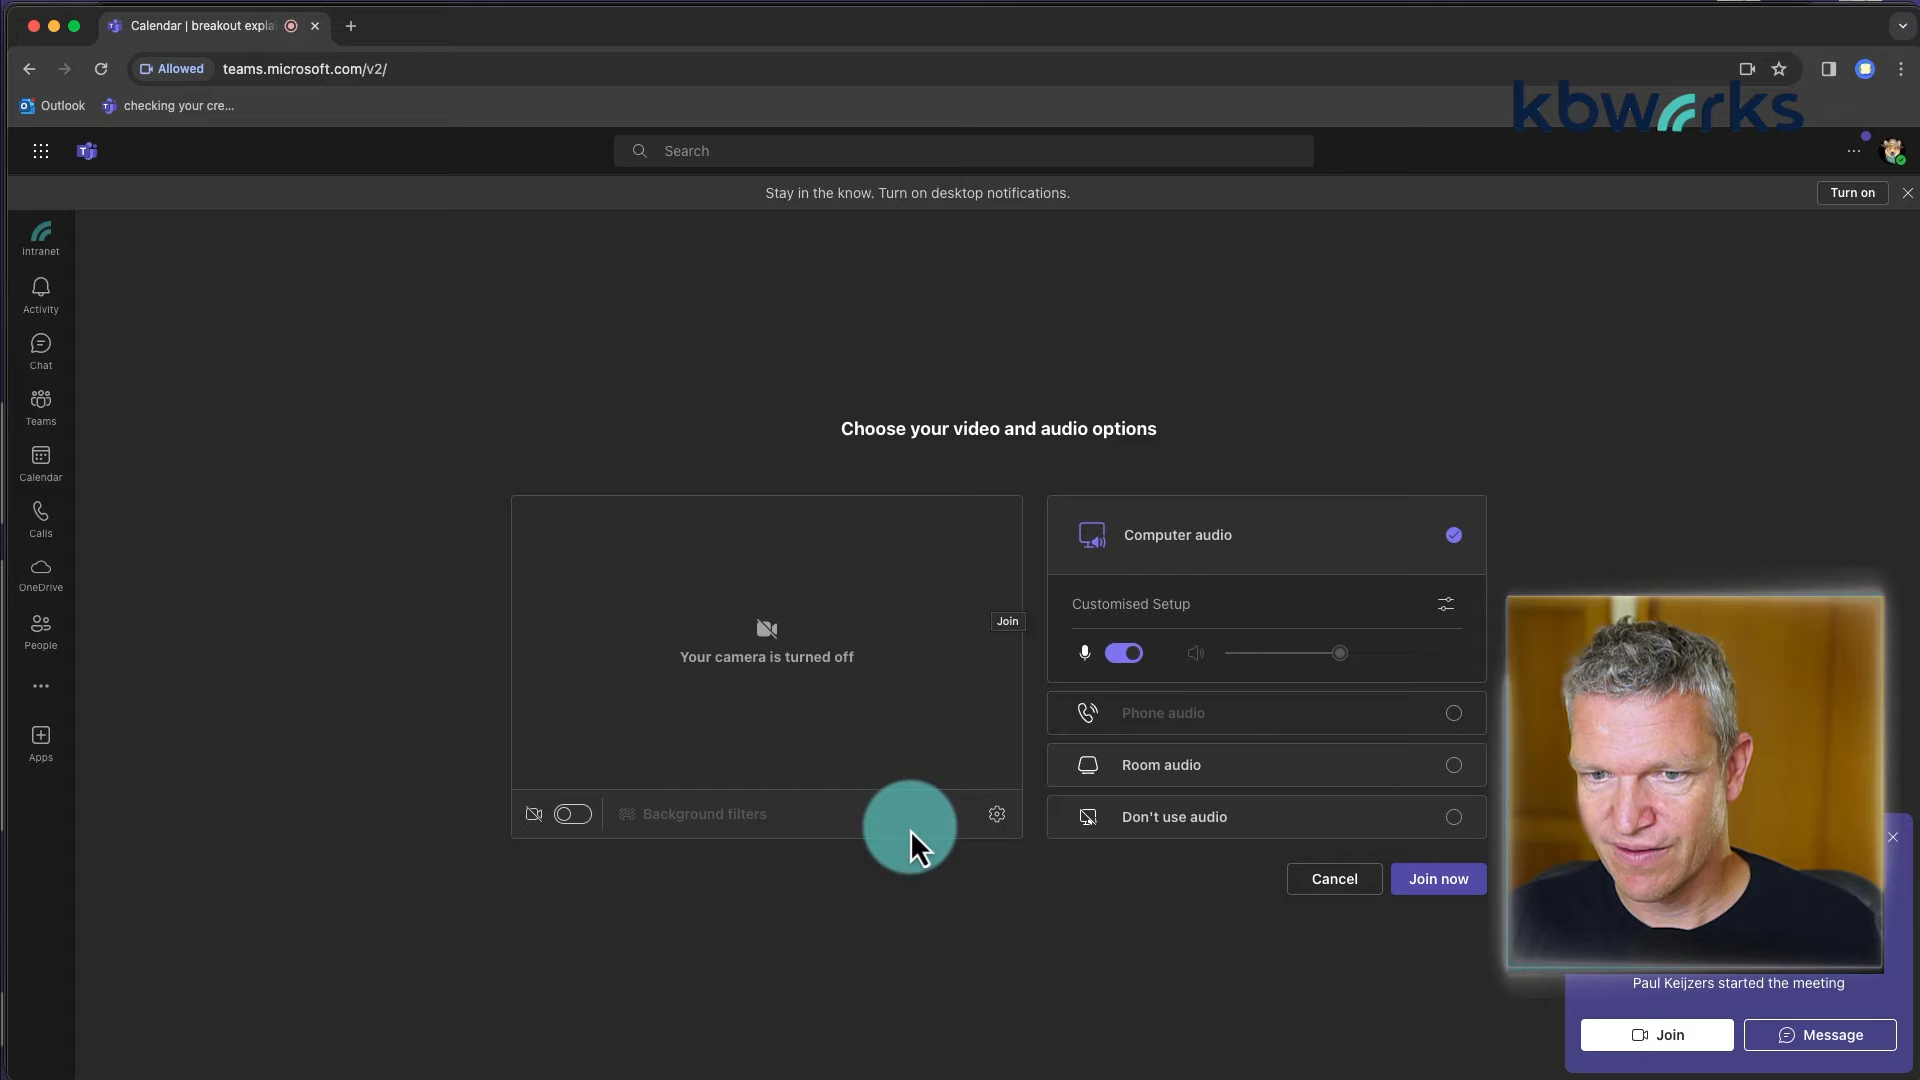 Calendar | breakout expla
Allowed
teams.microsoft.com/v2/
Outlook
checking your cre...
kbworks
Search
Stay in the know. Turn on desktop notifications.
Turn on
Intranet
Activity
Chat
Teams
Calendar
Calls
OneDrive
People
Apps
Choose your video and audio options
Your camera is turned off
Join
Background filters
Computer audio
Customised Setup
Phone audio
Room audio
Don't use audio
Cancel
Join now
Paul Keijzers started the meeting
Join
Message